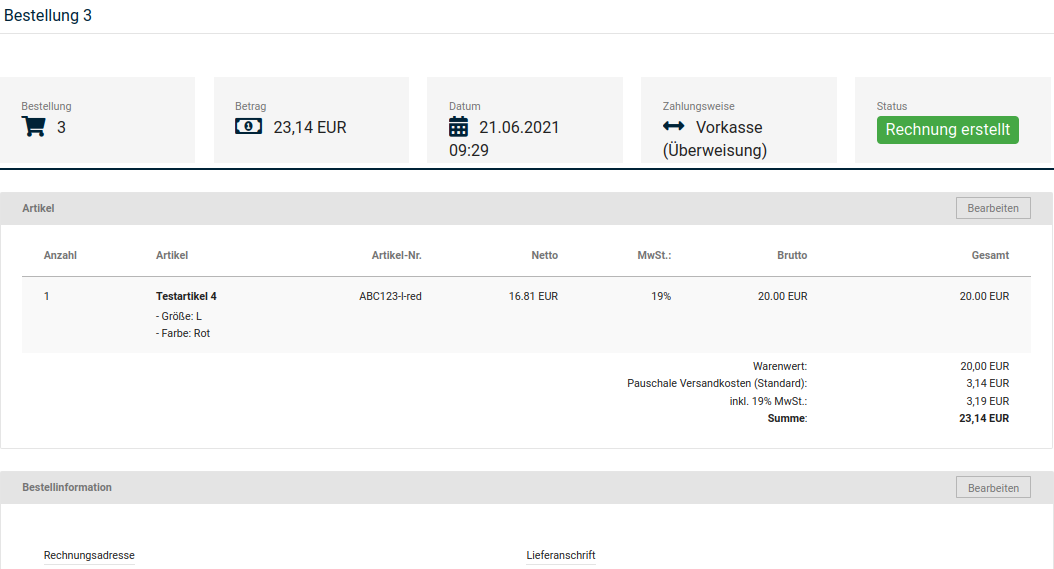 Bestellung 3
Bestellung
3
Betrag
23,14 EUR
Datum
21.06.2021
09:29
Zahlungsweise
Vorkasse
(Überweisung)
Status
Rechnung erstellt
Artikel Bearbeiten
Anzahl Artikel Artikel-Nr. Netto MwSt.: Brutto Gesamt
1 Testartikel 4 ABC123-l-red 16.81 EUR 19% 20.00 EUR 20.00 EUR
- Größe: L
- Farbe: Rot
Warenwert: 20,00 EUR
Pauschale Versandkosten (Standard): 3,14 EUR
inkl. 19% MwSt.: 3,19 EUR
Summe: 23,14 EUR
Bestellinformation Bearbeiten
Rechnungsadresse Lieferanschrift